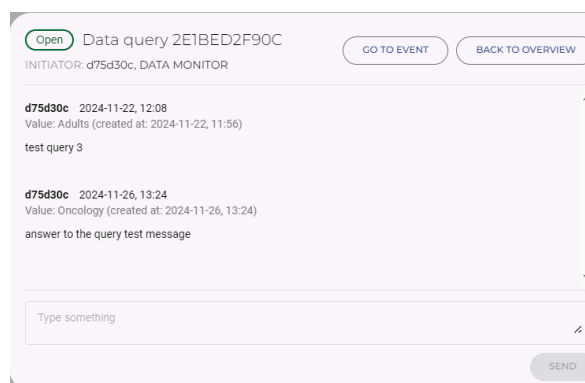 Open Data query 2E1BED2F90C
GO TO EVENT
BACK TO OVERVIEW
INITIATOR: d75d30c, DATA MONITOR
d75d30c 2024-11-22, 12:08
Value: Adults (created at: 2024-11-22, 11:56)
test query 3
d75d30c 2024-11-26, 13:24
Value: Oncology (created at: 2024-11-26, 13:24)
answer to the query test message
Type something
SEND